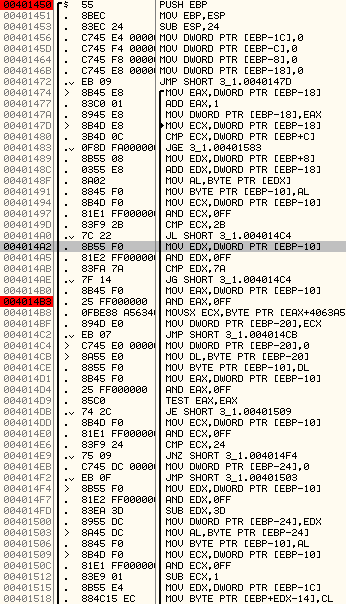 00401450 $ 55 PUSH EBP
00401451 . 8BEC MOV EBP,ESP
00401453 . 83EC 24 SUB ESP,24
00401456 . C745 E4 0000 MOV DWORD PTR [EBP-1C],0
0040145D . C745 F4 0000 MOV DWORD PTR [EBP-C],0
00401464 . C745 F8 0000 MOV DWORD PTR [EBP-8],0
0040146B . C745 E8 0000 MOV DWORD PTR [EBP-18],0
00401472 . EB 09 JMP SHORT 3_1.0040147D
00401474 > 8B45 E8 MOV EAX,DWORD PTR [EBP-18]
00401477 . 83C0 01 ADD EAX,1
0040147A . 8945 E8 MOV DWORD PTR [EBP-18],EAX
0040147D > 8B4D E8 MOV ECX,DWORD PTR [EBP-18]
00401480 . 3B4D 0C CMP ECX,DWORD PTR [EBP+C]
00401483 . 0F8D FA000000 JGE 3_1.00401583
00401489 . 8B55 08 MOV EDX,DWORD PTR [EBP+8]
0040148C . 0355 E8 ADD EDX,DWORD PTR [EBP-18]
0040148F . 8A02 MOV AL,BYTE PTR [EDX]
00401491 . 8845 F0 MOV BYTE PTR [EBP-10],AL
00401494 . 8B4D F0 MOV ECX,DWORD PTR [EBP-10]
00401497 . 81E1 FF000000 AND ECX,0FF
0040149D . 83F9 2B CMP ECX,2B
004014A0 . 7C 22 JL SHORT 3_1.004014C4
004014A2 . 8B55 F0 MOV EDX,DWORD PTR [EBP-10]
004014A5 . 81E2 FF000000 AND EDX,0FF
004014AB . 83FA 7A CMP EDX,7A
004014AE . 7F 14 JG SHORT 3_1.004014C4
004014B0 . 8B45 F0 MOV EAX,DWORD PTR [EBP-10]
004014B3 . 25 FF000000 AND EAX,0FF
004014B8 . 0FBE88 A5634 MOVSX ECX,BYTE PTR [EAX+4063A5
004014BF . 894D E0 MOV DWORD PTR [EBP-20],ECX
004014C2 . EB 07 JMP SHORT 3_1.004014CB
004014C4 > C745 E0 0000 MOV DWORD PTR [EBP-20],0
004014CB > 8A55 E0 MOV DL,BYTE PTR [EBP-20]
004014CE . 8855 F0 MOV BYTE PTR [EBP-10],DL
004014D1 . 8B45 F0 MOV EAX,DWORD PTR [EBP-10]
004014D4 . 25 FF000000 AND EAX,0FF
004014D9 . 85C0 TEST EAX,EAX
004014DB . 74 2C JE SHORT 3_1.00401509
004014DD . 8B4D F0 MOV ECX,DWORD PTR [EBP-10]
004014E0 . 81E1 FF000000 AND ECX,0FF
004014E6 . 83F9 24 CMP ECX,24
004014E9 . 75 09 JNZ SHORT 3_1.004014F4
004014EB . C745 DC 0000 MOV DWORD PTR [EBP-24],0
004014F2 . EB 0F JMP SHORT 3_1.00401503
004014F4 > 8B55 F0 MOV EDX,DWORD PTR [EBP-10]
004014F7 . 81E2 FF000000 AND EDX,0FF
004014FD . 83EA 3D SUB EDX,3D
00401500 . 8955 DC MOV DWORD PTR [EBP-24],EDX
00401503 > 8A45 DC MOV AL,BYTE PTR [EBP-24]
00401506 . 8845 F0 MOV BYTE PTR [EBP-10],AL
00401509 > 8B4D F0 MOV ECX,DWORD PTR [EBP-10]
0040150C . 81E1 FF000000 AND ECX,0FF
00401512 . 83E9 01 SUB ECX,1
00401515 . 8B55 E4 MOV EDX,DWORD PTR [EBP-1C]
00401518 . 884C15 EC MOV BYTE PTR [EBP+EDX-14],CL